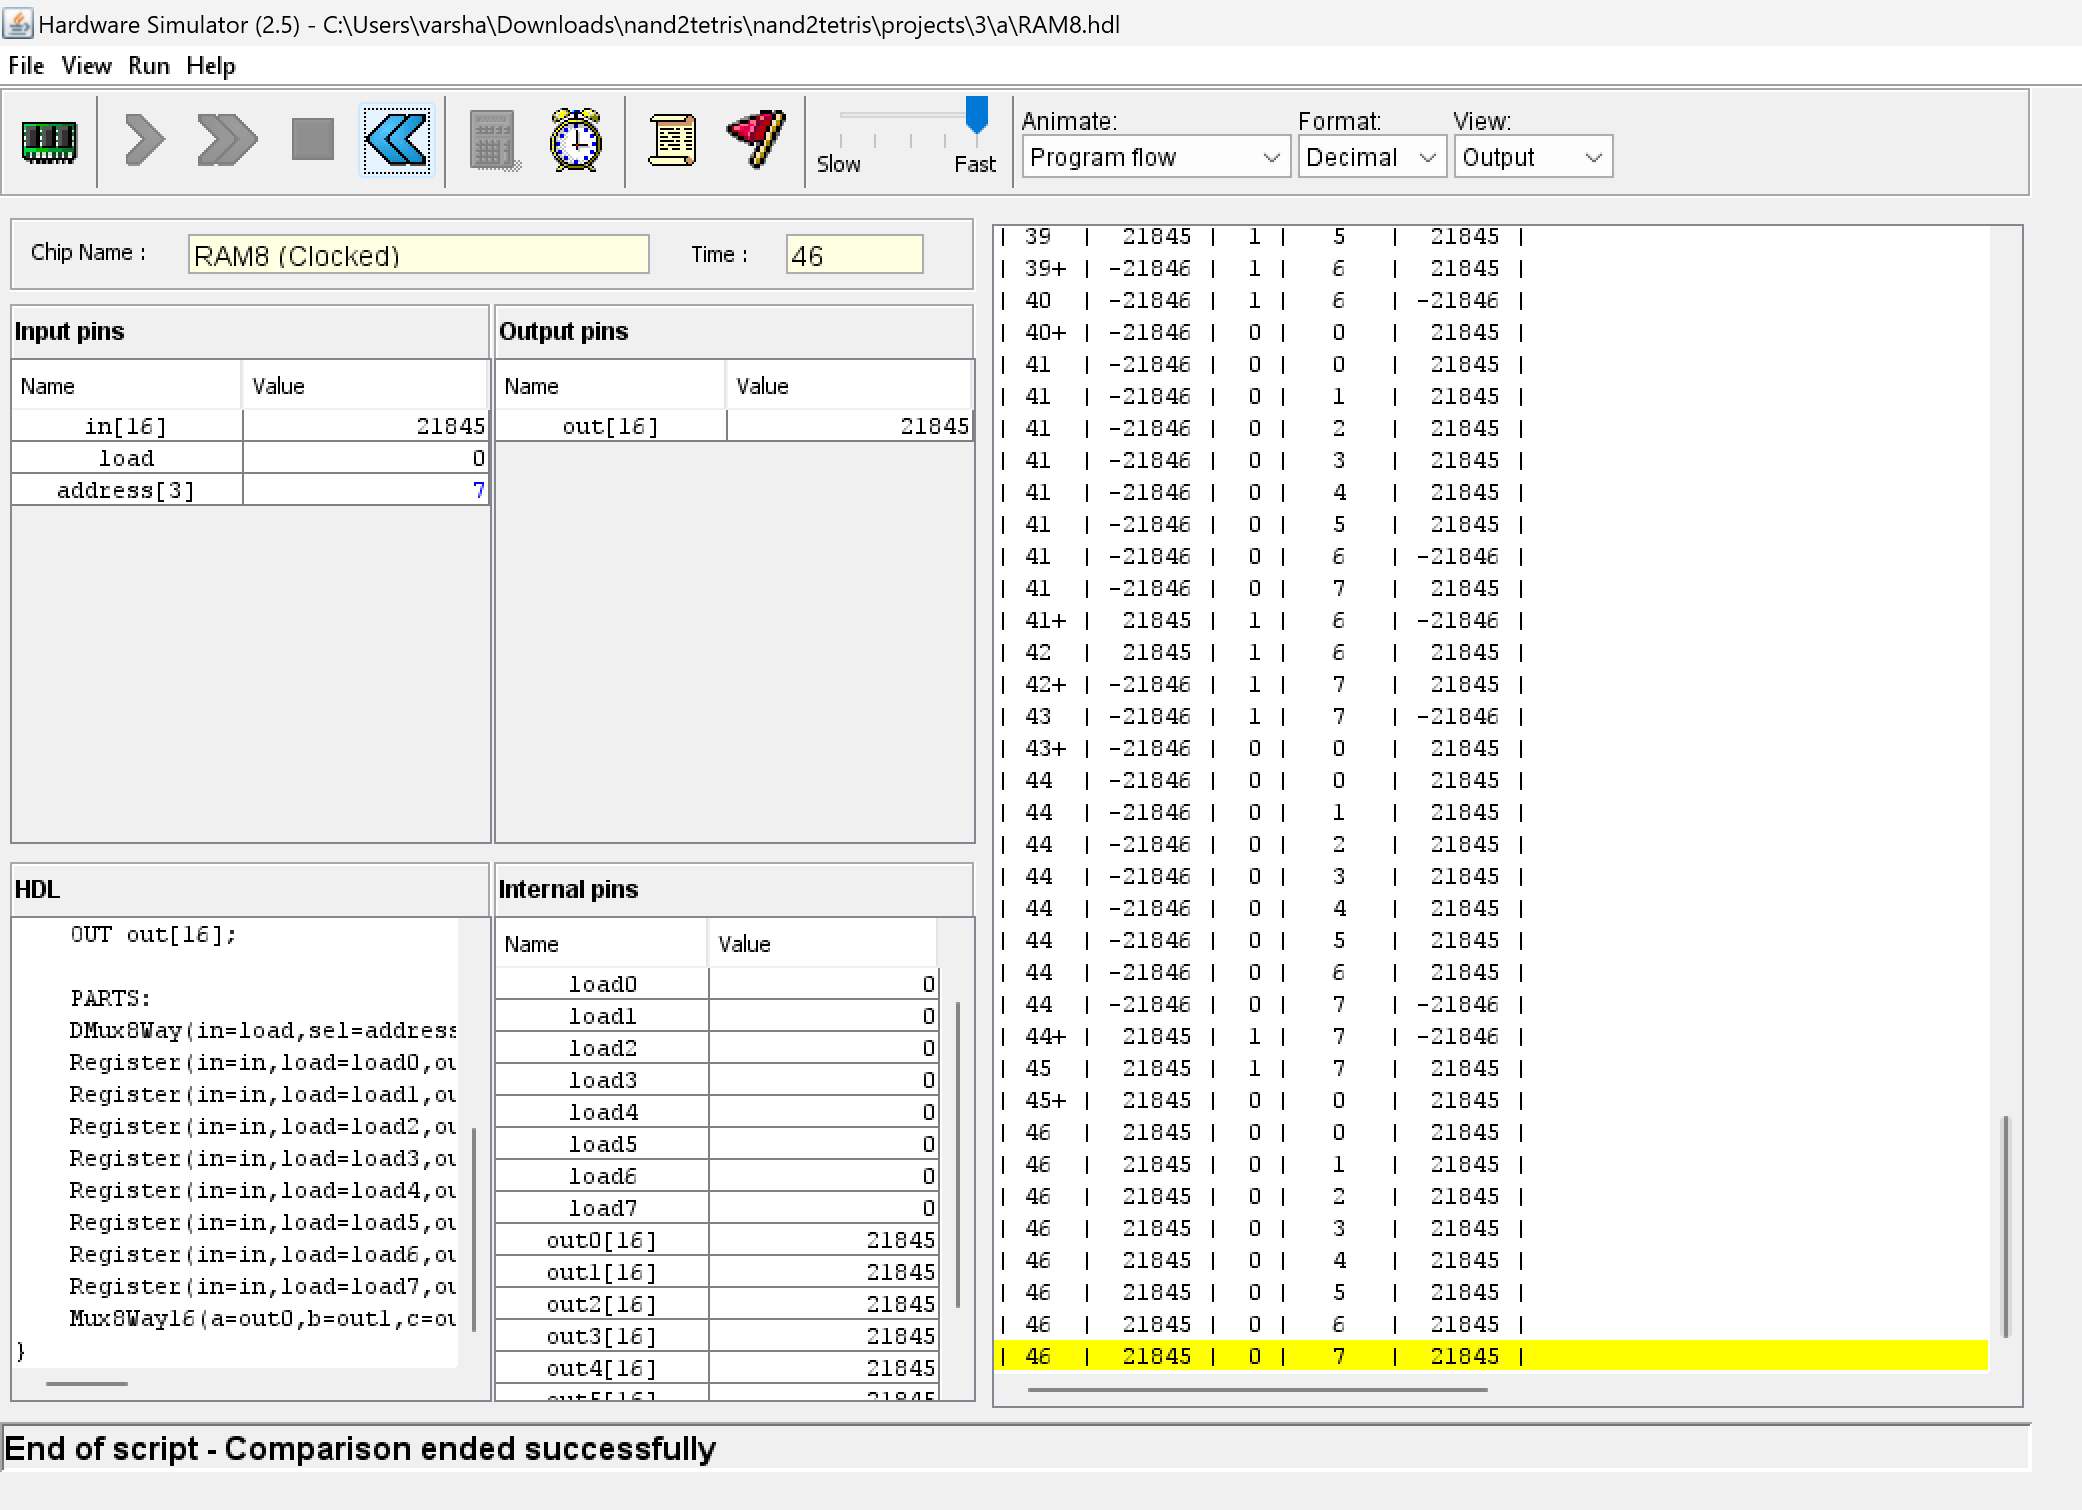 Hardware Simulator (2.5) - C:\Users\varsha\Downloads\nand2tetris\nand2tetris\projects\3\a\RAM8.hdl
File View Run Help
Slow Fast
Animate: Format: View:
Program flow Decimal Output
Chip Name : RAM8 (Clocked) Time : 46
Input pins
Name Value
in[16] 21845
load 0
address[3] 7
Output pins
Name Value
out[16] 21845
HDL
OUT out[16];
PARTS:
DMux8Way(in=load,sel=address
Register(in=in,load=load0,ou
Register(in=in,load=load1,ou
Register(in=in,load=load2,ou
Register(in=in,load=load3,ou
Register(in=in,load=load4,ou
Register(in=in,load=load5,ou
Register(in=in,load=load6,ou
Register(in=in,load=load7,ou
Mux8Way16(a=out0,b=out1,c=ou
}
Internal pins
Name Value
load0 0
load1 0
load2 0
load3 0
load4 0
load5 0
load6 0
load7 0
out0[16] 21845
out1[16] 21845
out2[16] 21845
out3[16] 21845
out4[16] 21845
out5[16] 21845
| 39 | 21845 | 1 | 5 | 21845 |
| 39+ | -21846 | 1 | 6 | 21845 |
| 40 | -21846 | 1 | 6 | -21846 |
| 40+ | -21846 | 0 | 0 | 21845 |
| 41 | -21846 | 0 | 0 | 21845 |
| 41 | -21846 | 0 | 1 | 21845 |
| 41 | -21846 | 0 | 2 | 21845 |
| 41 | -21846 | 0 | 3 | 21845 |
| 41 | -21846 | 0 | 4 | 21845 |
| 41 | -21846 | 0 | 5 | 21845 |
| 41 | -21846 | 0 | 6 | -21846 |
| 41 | -21846 | 0 | 7 | 21845 |
| 41+ | 21845 | 1 | 6 | -21846 |
| 42 | 21845 | 1 | 6 | 21845 |
| 42+ | -21846 | 1 | 7 | 21845 |
| 43 | -21846 | 1 | 7 | -21846 |
| 43+ | -21846 | 0 | 0 | 21845 |
| 44 | -21846 | 0 | 0 | 21845 |
| 44 | -21846 | 0 | 1 | 21845 |
| 44 | -21846 | 0 | 2 | 21845 |
| 44 | -21846 | 0 | 3 | 21845 |
| 44 | -21846 | 0 | 4 | 21845 |
| 44 | -21846 | 0 | 5 | 21845 |
| 44 | -21846 | 0 | 6 | 21845 |
| 44 | -21846 | 0 | 7 | -21846 |
| 44+ | 21845 | 1 | 7 | -21846 |
| 45 | 21845 | 1 | 7 | 21845 |
| 45+ | 21845 | 0 | 0 | 21845 |
| 46 | 21845 | 0 | 0 | 21845 |
| 46 | 21845 | 0 | 1 | 21845 |
| 46 | 21845 | 0 | 2 | 21845 |
| 46 | 21845 | 0 | 3 | 21845 |
| 46 | 21845 | 0 | 4 | 21845 |
| 46 | 21845 | 0 | 5 | 21845 |
| 46 | 21845 | 0 | 6 | 21845 |
| 46 | 21845 | 0 | 7 | 21845 |
End of script - Comparison ended successfully